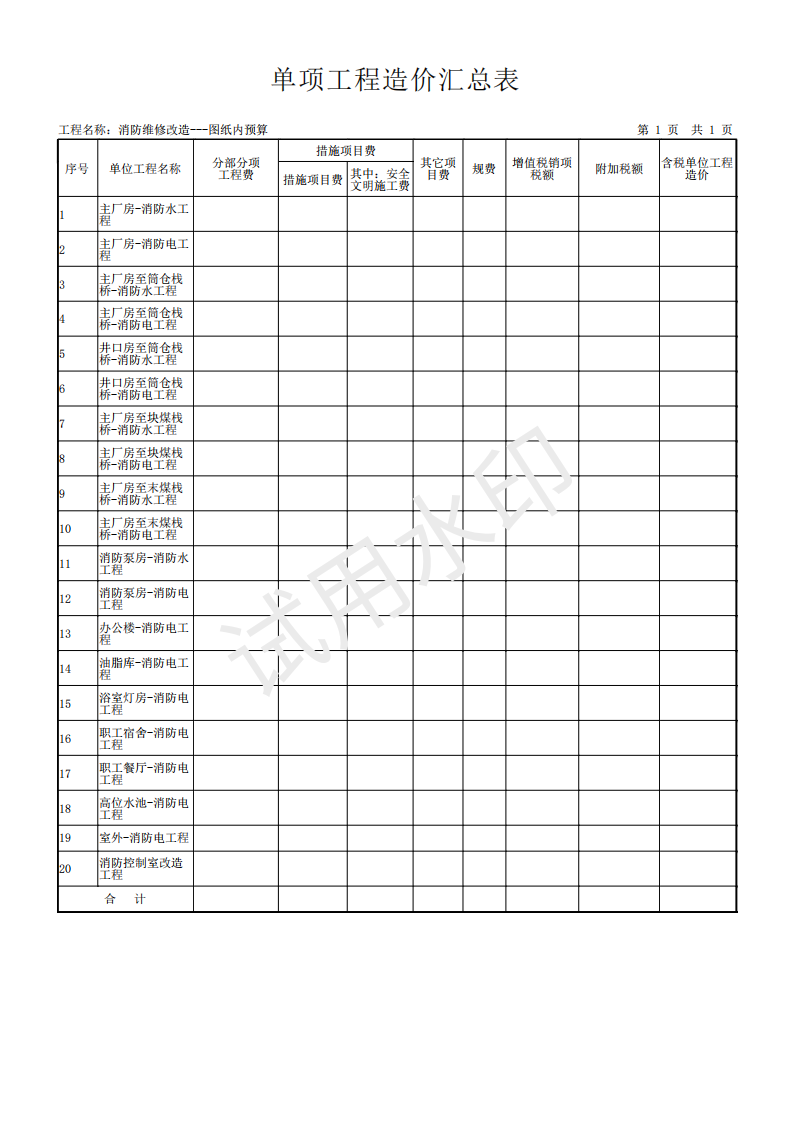 单项工程造价汇总表
工程名称：消防维修改造---图纸内预算 第 1 页 共 1 页
序号 单位工程名称 分部分项工程费 措施项目费 其它项目费 规费 增值税销项税额 附加税额 含税单位工程造价
措施项目费 其中：安全文明施工费
1 主厂房-消防水工程
2 主厂房-消防电工程
3 主厂房至筒仓栈桥-消防水工程
4 主厂房至筒仓栈桥-消防电工程
5 井口房至筒仓栈桥-消防水工程
6 井口房至筒仓栈桥-消防电工程
7 主厂房至块煤栈桥-消防水工程
8 主厂房至块煤栈桥-消防电工程
9 主厂房至末煤栈桥-消防水工程
10 主厂房至末煤栈桥-消防电工程
11 消防泵房-消防水工程
12 消防泵房-消防电工程
13 办公楼-消防电工程
14 油脂库-消防电工程
15 浴室灯房-消防电工程
16 职工宿舍-消防电工程
17 职工餐厅-消防电工程
18 高位水池-消防电工程
19 室外-消防电工程
20 消防控制室改造工程
合 计
试用水印